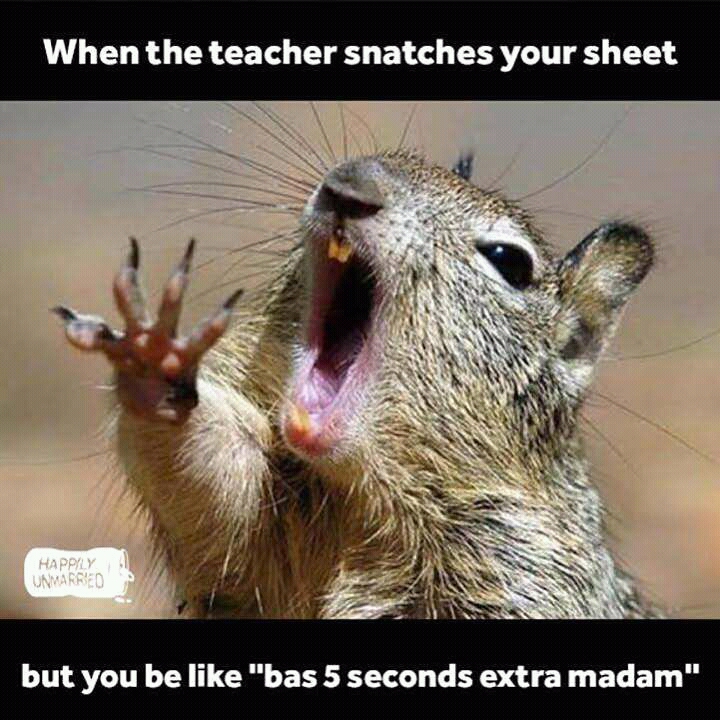 When the teacher snatches your sheet
HAPPILY
UNMARRIED
but you be like "bas 5 seconds extra madam"